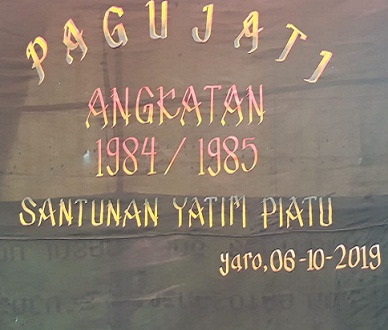 PAGUJATI
ANGKATAN
1984 / 1985
SANTUNAN YATIM PIATU
yaro, 06-10-2019